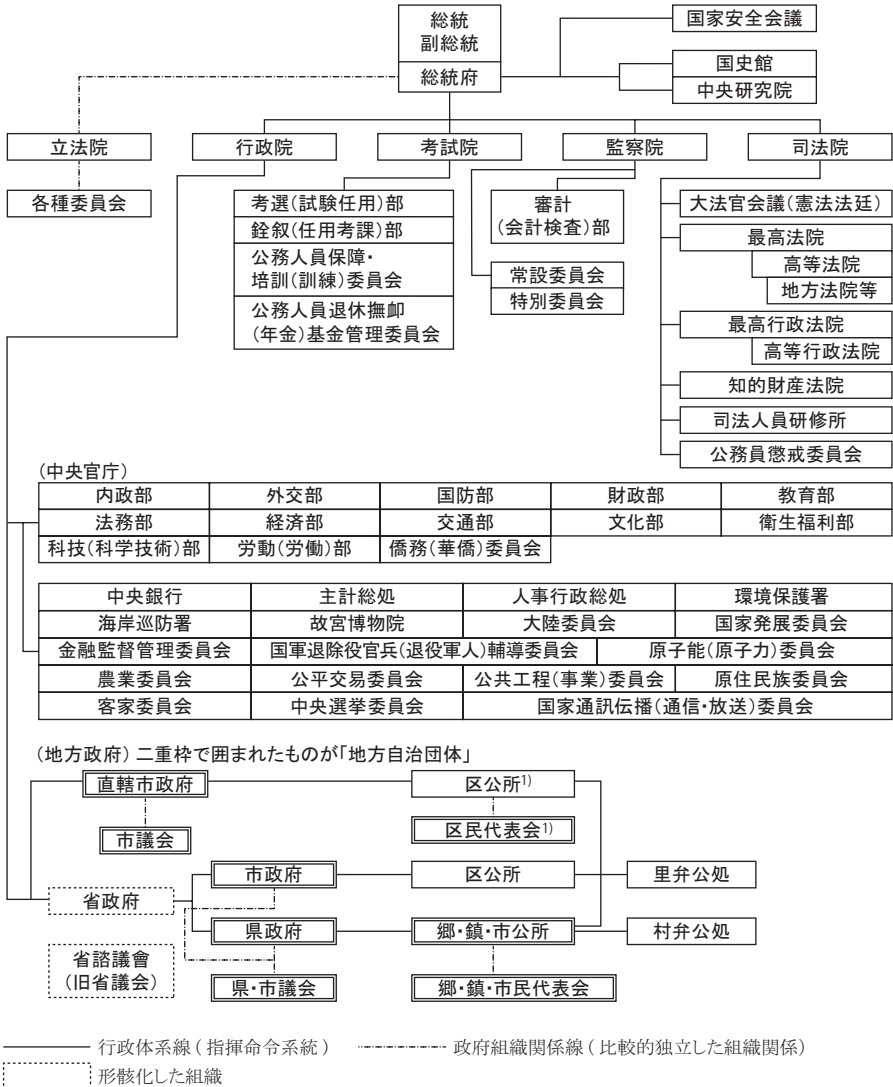 総統
副総統
総統府
国家安全会議
国史館
中央研究院
立法院
行政院
考試院
監察院
司法院
各種委員会
考選(試験任用)部
銓叙(任用考課)部
公務人員保障・
培訓(訓練)委員会
公務人員退休撫卹
(年金)基金管理委員会
審計
(会計検査)部
常設委員会
特別委員会
大法官会議(憲法法廷)
最高法院
高等法院
地方法院等
最高行政法院
高等行政法院
知的財産法院
司法人員研修所
公務員懲戒委員会
(中央官庁)
内政部 外交部 国防部 財政部 教育部
法務部 経済部 交通部 文化部 衛生福利部
科技(科学技術)部 労動(労働)部 僑務(華僑)委員会
中央銀行 主計総処 人事行政総処 環境保護署
海岸巡防署 故宮博物院 大陸委員会 国家発展委員会
金融監督管理委員会 国軍退除役官兵(退役軍人)輔導委員会 原子能(原子力)委員会
農業委員会 公平交易委員会 公共工程(事業)委員会 原住民族委員会
客家委員会 中央選挙委員会 国家通訊伝播(通信・放送)委員会
(地方政府) 二重枠で囲まれたものが「地方自治団体」
直轄市政府 区公所1)
市議会 区民代表会1)
市政府 区公所 里弁公処
省政府
県政府 郷・鎮・市公所 村弁公処
省諮議會
(旧省議会)
県・市議会 郷・鎮・市民代表会
行政体系線(指揮命令系統) 政府組織関係線(比較的独立した組織関係)
形骸化した組織